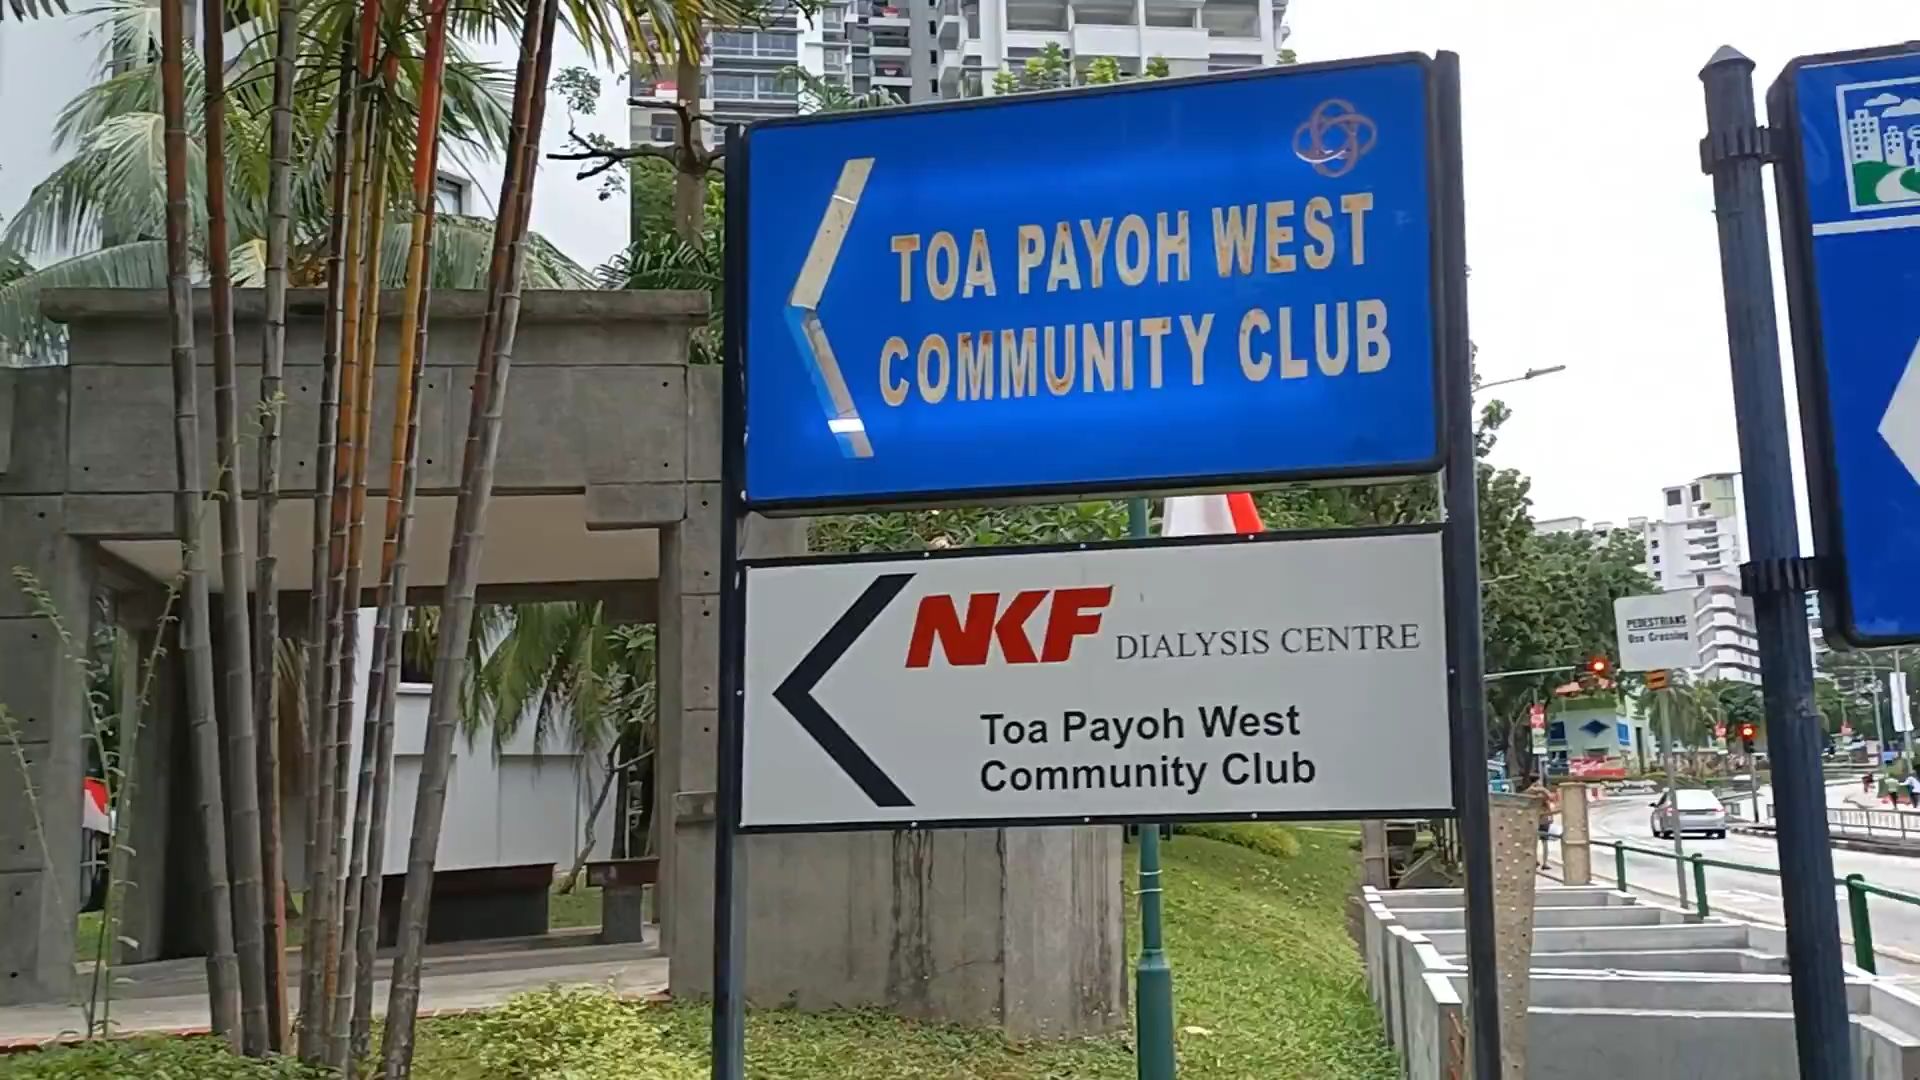 TOA PAYOH WEST
COMMUNITY CLUB
NKF DIALYSIS CENTRE
Toa Payoh West
Community Club
PEDESTRIANS
Use Crossing